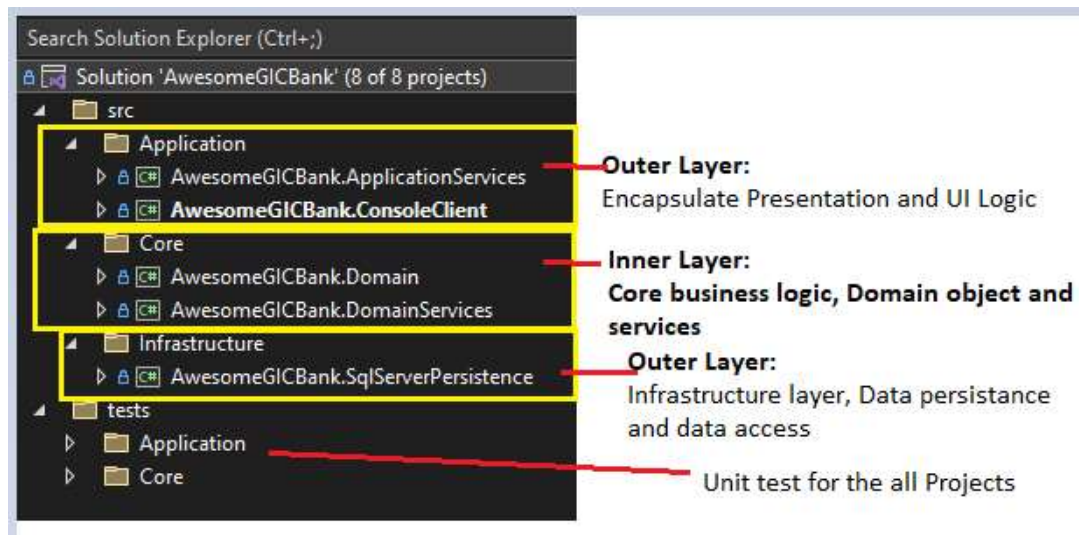 Search Solution Explorer (Ctrl+;)
Solution 'AwesomeGICBank' (8 of 8 projects)
src
Application
C# AwesomeGICBank.ApplicationServices
C# AwesomeGICBank.ConsoleClient
Core
C# AwesomeGICBank.Domain
C# AwesomeGICBank.DomainServices
Infrastructure
C# AwesomeGICBank.SqlServerPersistence
tests
Application
Core
Outer Layer:
Encapsulate Presentation and UI Logic
Inner Layer:
Core business logic, Domain object and
services
Outer Layer:
Infrastructure layer, Data persistance
and data access
Unit test for the all Projects